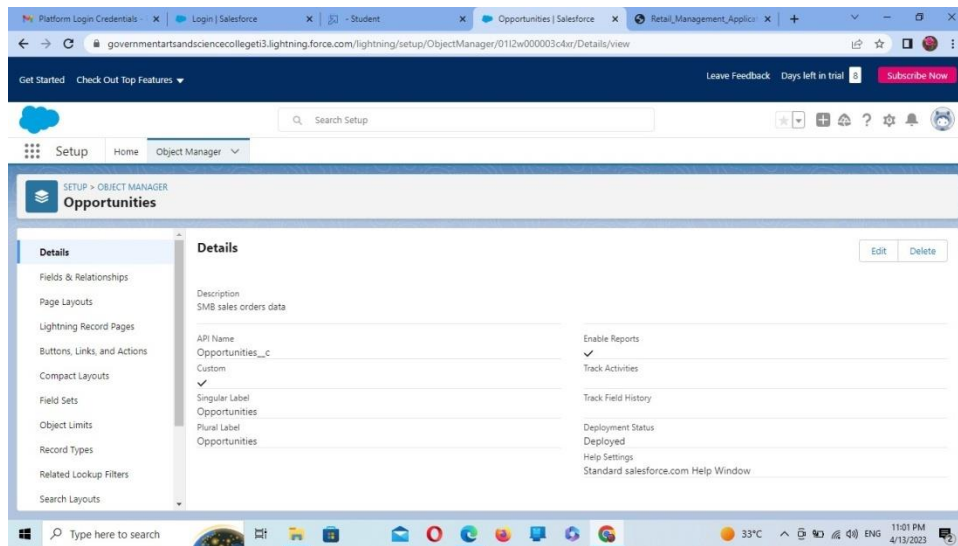 Platform Login Credentials -
Login | Salesforce
- Student
Opportunities | Salesforce
Retail_Management_Applica
governmentartsandsciencecollegeti3.lightning.force.com/lightning/setup/ObjectManager/01I2w000003c4xr/Details/view
Get Started Check Out Top Features
Leave Feedback Days left in trial 8 Subscribe Now
Search Setup
Setup Home Object Manager
SETUP > OBJECT MANAGER
Opportunities
Details
Fields & Relationships
Page Layouts
Lightning Record Pages
Buttons, Links, and Actions
Compact Layouts
Field Sets
Object Limits
Record Types
Related Lookup Filters
Search Layouts
Details
Edit Delete
Description
SMB sales orders data
API Name
Opportunities__c
Custom
Singular Label
Opportunities
Plural Label
Opportunities
Enable Reports
Track Activities
Track Field History
Deployment Status
Deployed
Help Settings
Standard salesforce.com Help Window
Type here to search
33°C
ENG
11:01 PM
4/13/2023